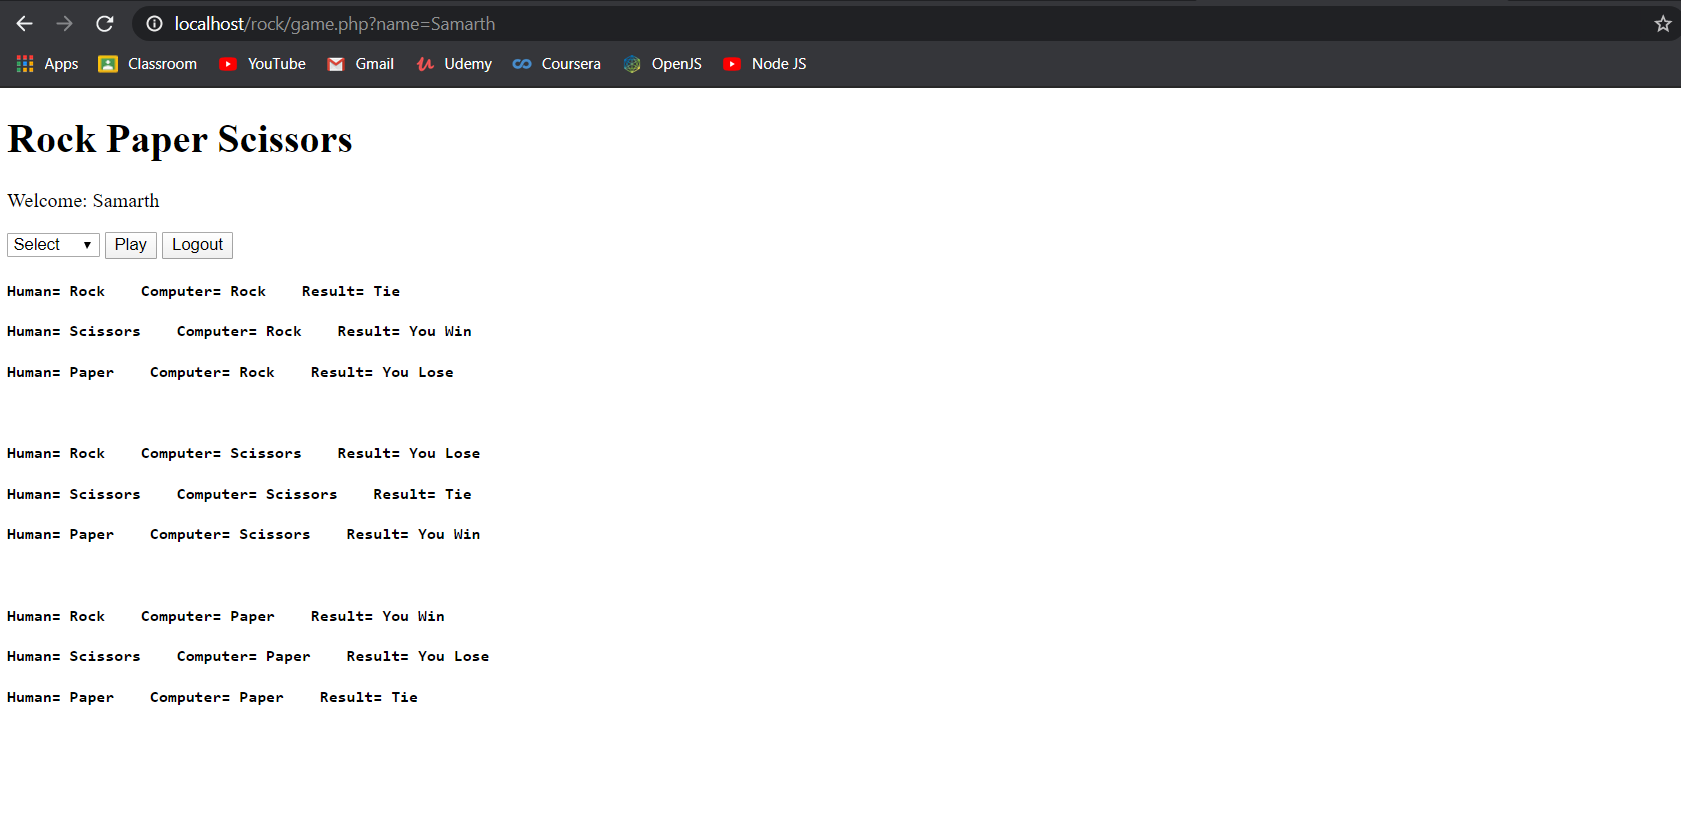 localhost/rock/game.php?name=Samarth
Apps Classroom YouTube Gmail Udemy Coursera OpenJS Node JS
Rock Paper Scissors
Welcome: Samarth
Select Play Logout
Human= Rock    Computer= Rock    Result= Tie
Human= Scissors    Computer= Rock    Result= You Win
Human= Paper    Computer= Rock    Result= You Lose
Human= Rock    Computer= Scissors    Result= You Lose
Human= Scissors    Computer= Scissors    Result= Tie
Human= Paper    Computer= Scissors    Result= You Win
Human= Rock    Computer= Paper    Result= You Win
Human= Scissors    Computer= Paper    Result= You Lose
Human= Paper    Computer= Paper    Result= Tie